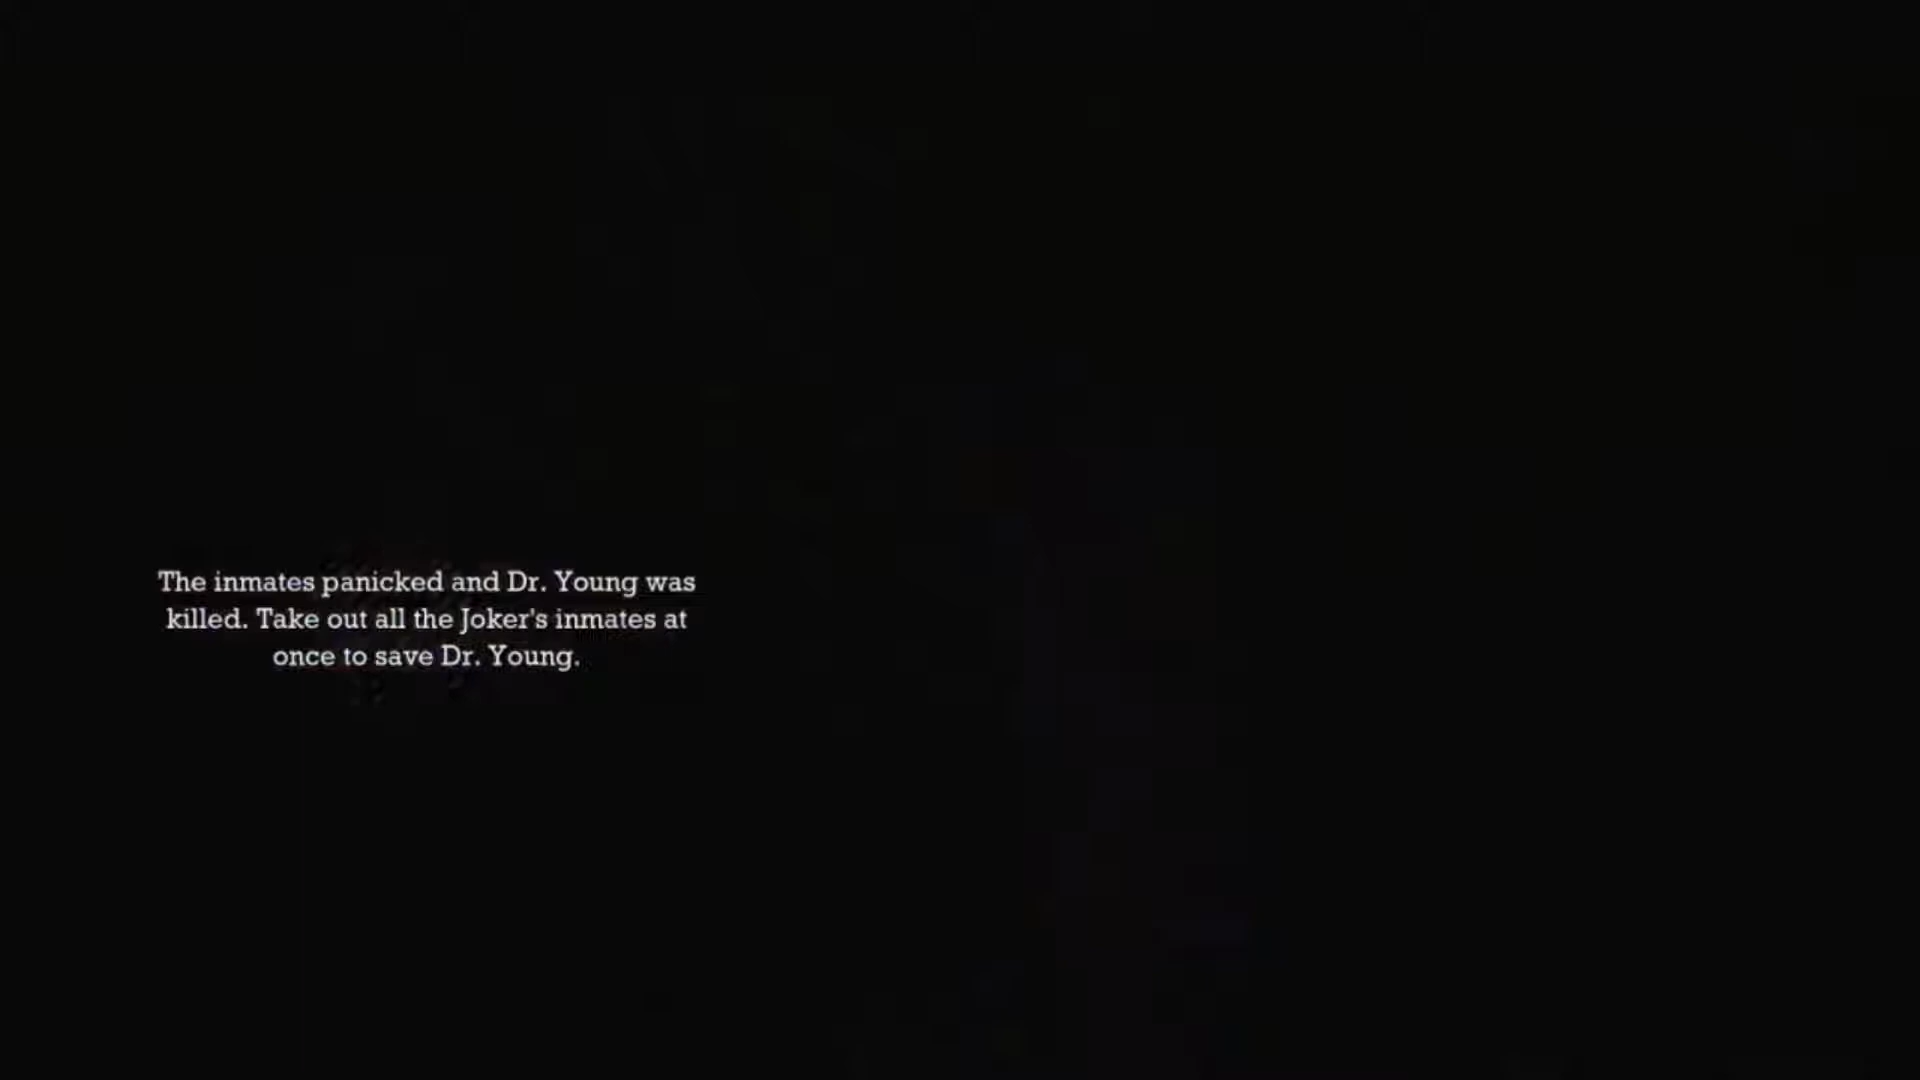 The inmates panicked and Dr. Young was
killed. Take out all the Joker's inmates at
once to save Dr. Young.